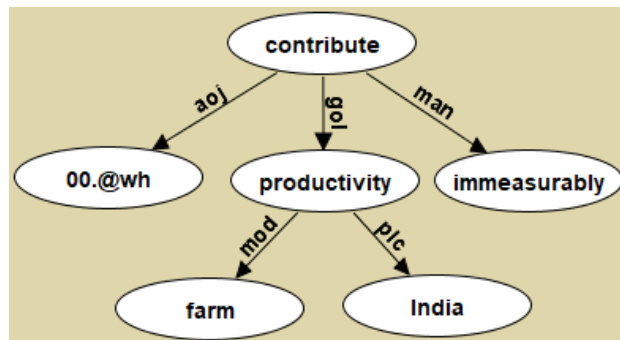 contribute
aoj gol man
00.@wh productivity immeasurably
mod plc
farm India